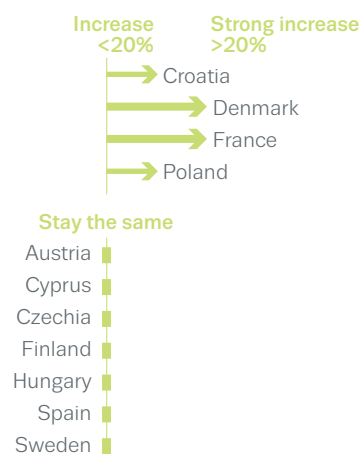 Increase <20%
Strong increase >20%
Croatia
Denmark
France
Poland
Stay the same
Austria
Cyprus
Czechia
Finland
Hungary
Spain
Sweden